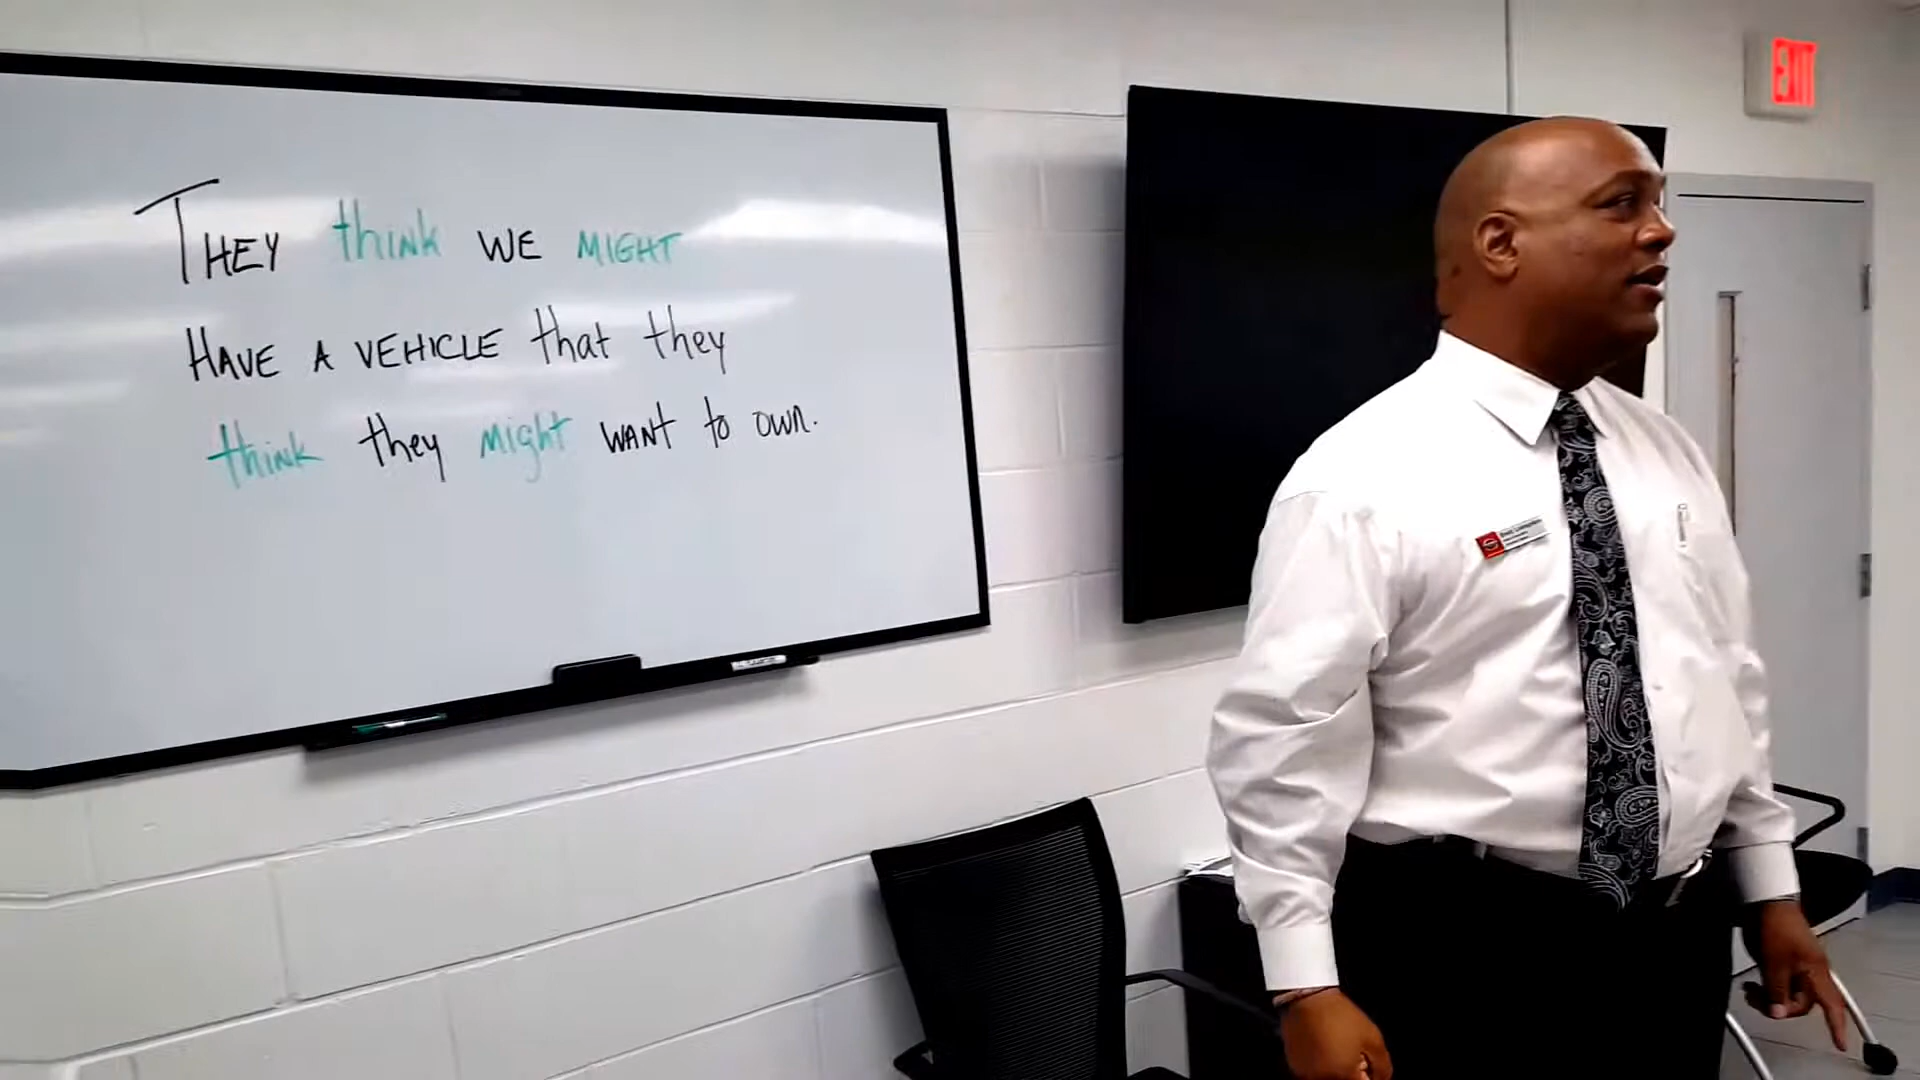 THEY think WE MIGHT
HAVE A VEHICLE that they
think they might WANT to OWN.
EXIT